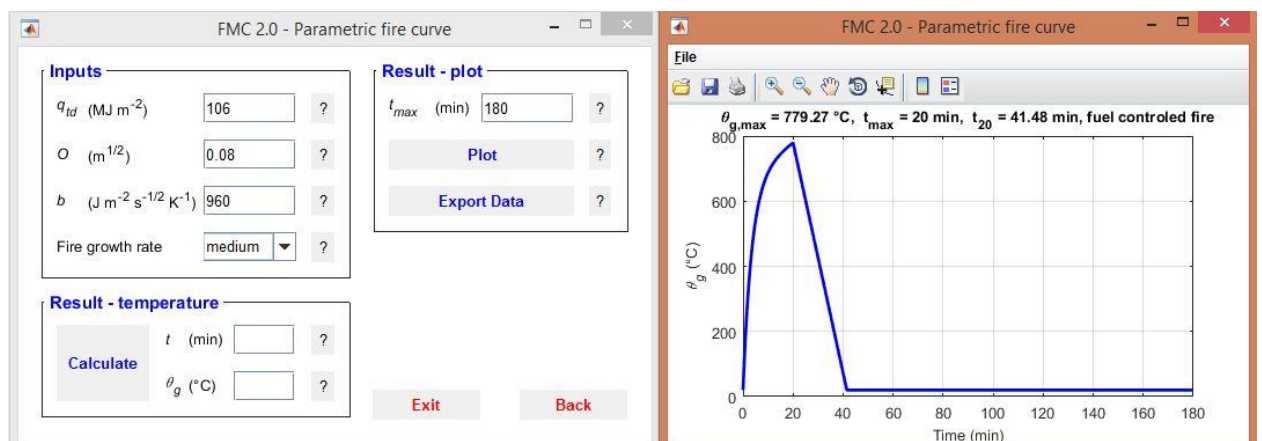 FMC 2.0 - Parametric fire curve
Inputs
q_td (MJ m^-2) 106 ?
O (m^1/2) 0.08 ?
b (J m^-2 s^-1/2 K^-1) 960 ?
Fire growth rate medium ?
Result - temperature
Calculate
t (min) ?
θ_g (°C) ?
Result - plot
t_max (min) 180 ?
Plot ?
Export Data ?
Exit Back
FMC 2.0 - Parametric fire curve
File
θ_g,max = 779.27 °C, t_max = 20 min, t_20 = 41.48 min, fuel controled fire
800
600
400
200
0
θ_g (°C)
0 20 40 60 80 100 120 140 160 180
Time (min)